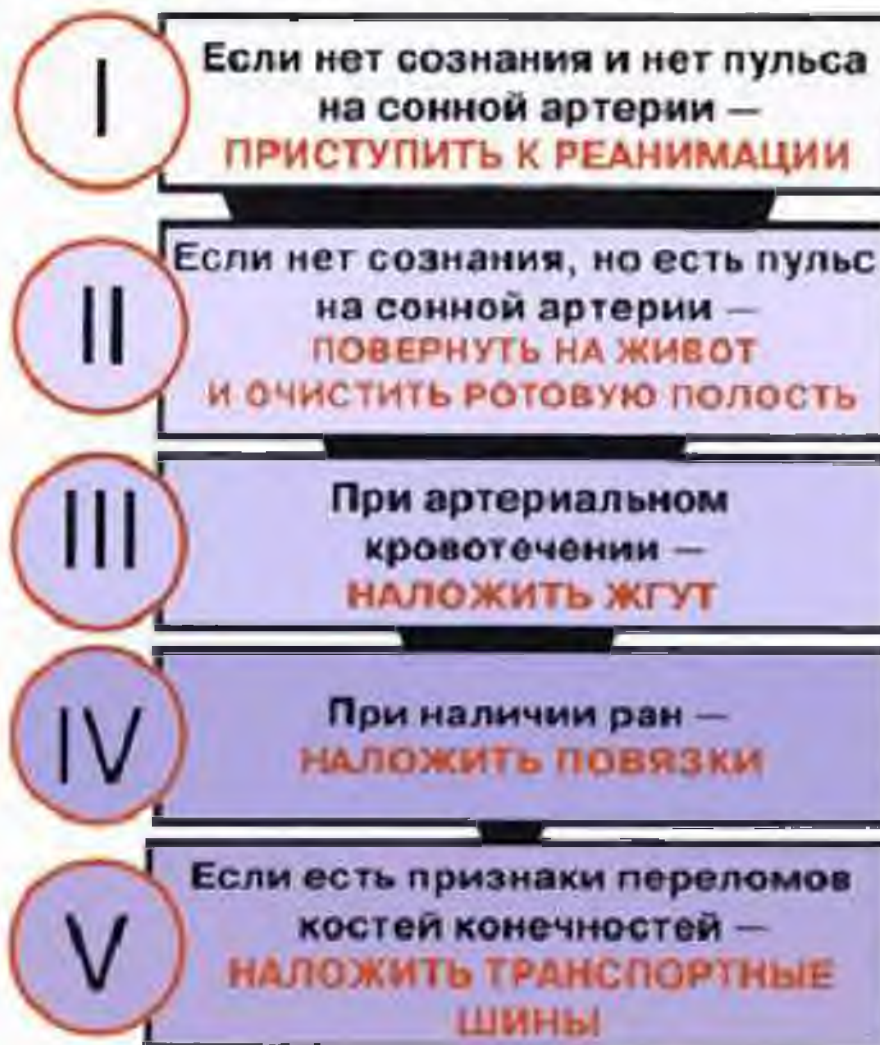 I
Если нет сознания и нет пульса
на сонной артерии —
ПРИСТУПИТЬ К РЕАНИМАЦИИ
II
Если нет сознания, но есть пульс
на сонной артерии —
ПОВЕРНУТЬ НА ЖИВОТ
И ОЧИСТИТЬ РОТОВУЮ ПОЛОСТЬ
III
При артериальном
кровотечении —
НАЛОЖИТЬ ЖГУТ
IV
При наличии ран —
НАЛОЖИТЬ ПОВЯЗКИ
V
Если есть признаки переломов
костей конечностей —
НАЛОЖИТЬ ТРАНСПОРТНЫЕ
ШИНЫ